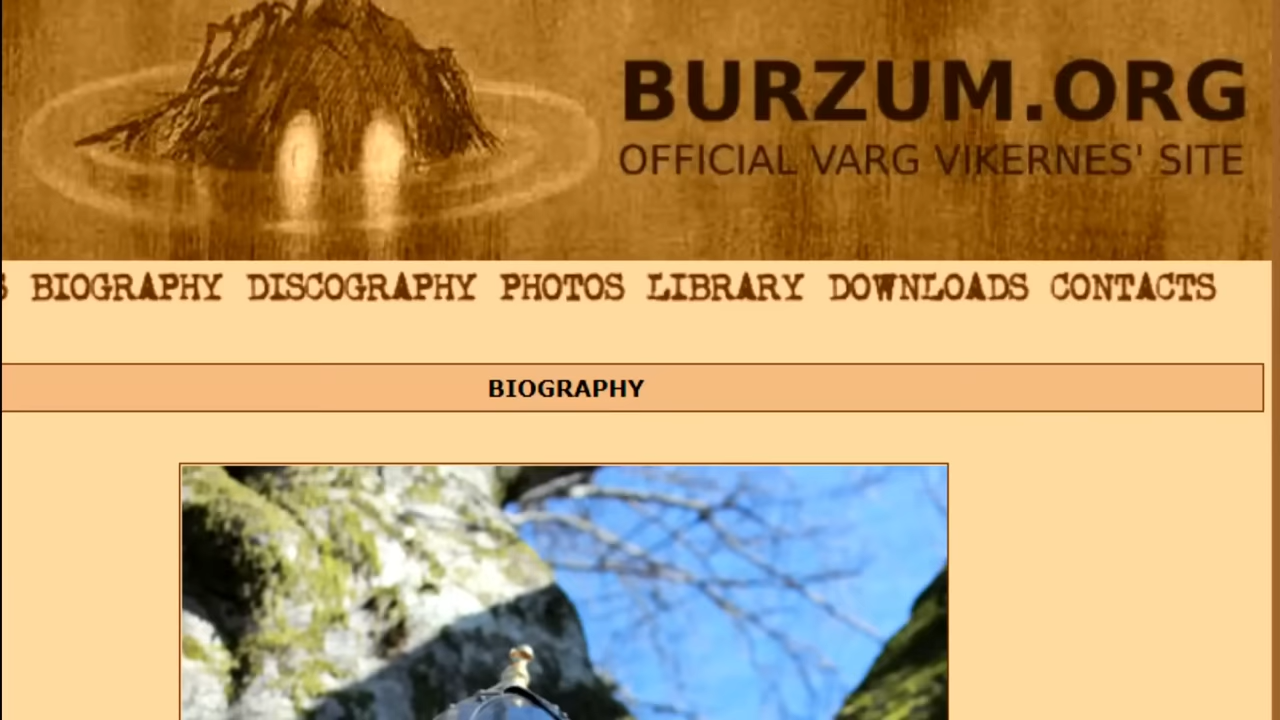 BURZUM.ORG
OFFICIAL VARG VIKERNES' SITE
BIOGRAPHY DISCOGRAPHY PHOTOS LIBRARY DOWNLOADS CONTACTS
BIOGRAPHY